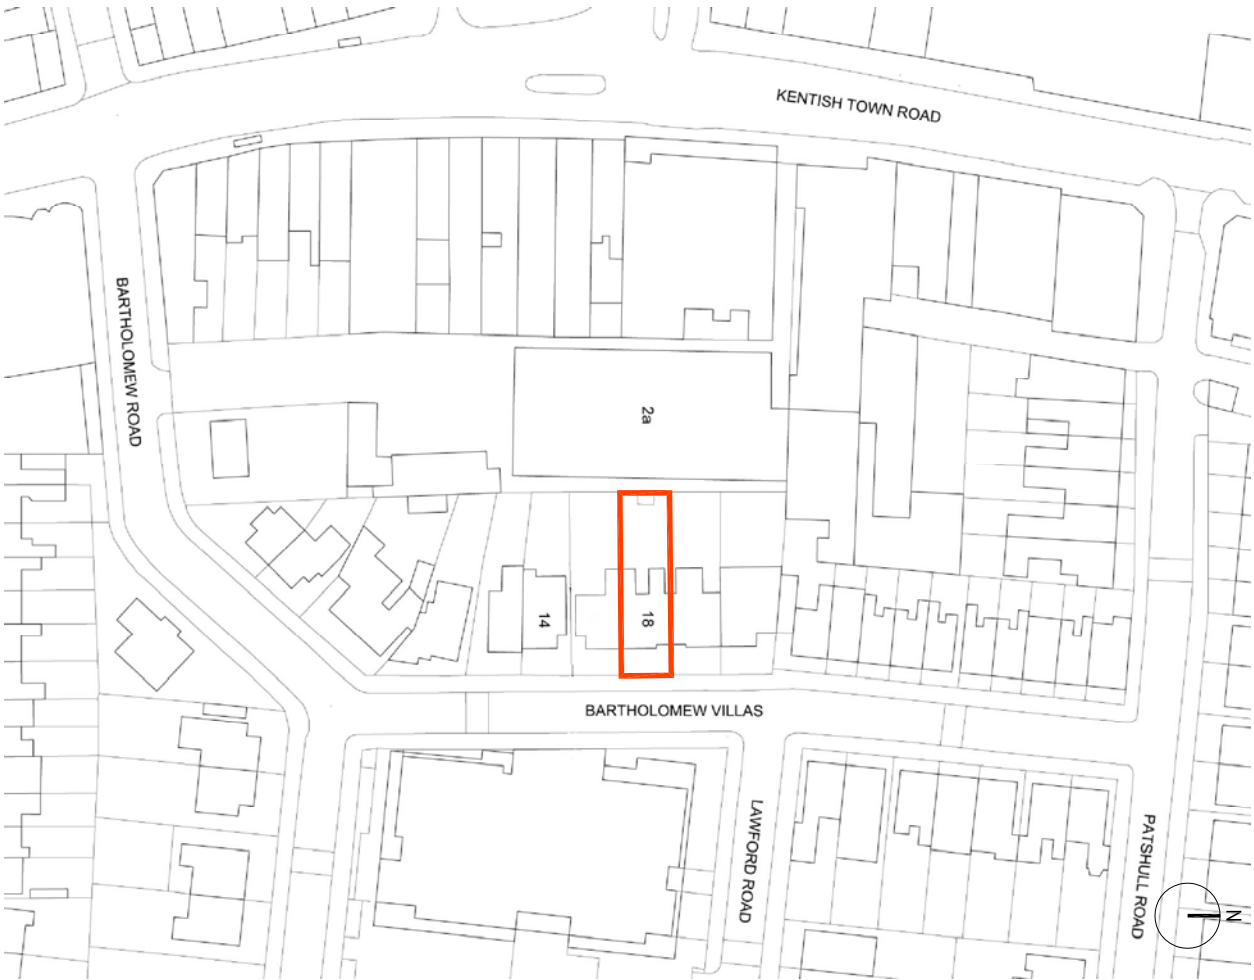 KENTISH TOWN ROAD
BARTHOLOMEW ROAD
2a
14
18
BARTHOLOMEW VILLAS
LAWFORD ROAD
PATSHULL ROAD
N